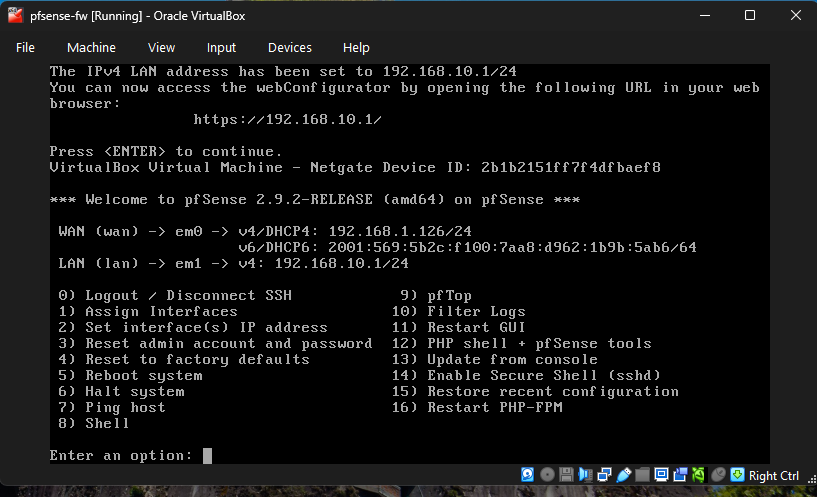 pfsense-fw [Running] - Oracle VirtualBox
File Machine View Input Devices Help
The IPv4 LAN address has been set to 192.168.10.1/24
You can now access the webConfigurator by opening the following URL in your web
browser:
https://192.168.10.1/
Press <ENTER> to continue.
VirtualBox Virtual Machine - Netgate Device ID: 2b1b2151ff7f4dfbaef8
*** Welcome to pfSense 2.9.2-RELEASE (amd64) on pfSense ***
WAN (wan) -> em0 -> v4/DHCP4: 192.168.1.126/24
v6/DHCP6: 2001:569:5b2c:f100:7aa8:d962:1b9b:5ab6/64
LAN (lan) -> em1 -> v4: 192.168.10.1/24
0) Logout / Disconnect SSH 9) pfTop
1) Assign Interfaces 10) Filter Logs
2) Set interface(s) IP address 11) Restart GUI
3) Reset admin account and password 12) PHP shell + pfSense tools
4) Reset to factory defaults 13) Update from console
5) Reboot system 14) Enable Secure Shell (sshd)
6) Halt system 15) Restore recent configuration
7) Ping host 16) Restart PHP-FPM
8) Shell
Enter an option:
Right Ctrl